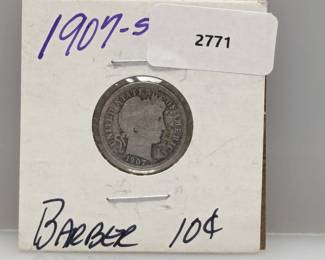 1907-S
2771
UNITED STATES OF AMERICA
1907
BARBER 10¢